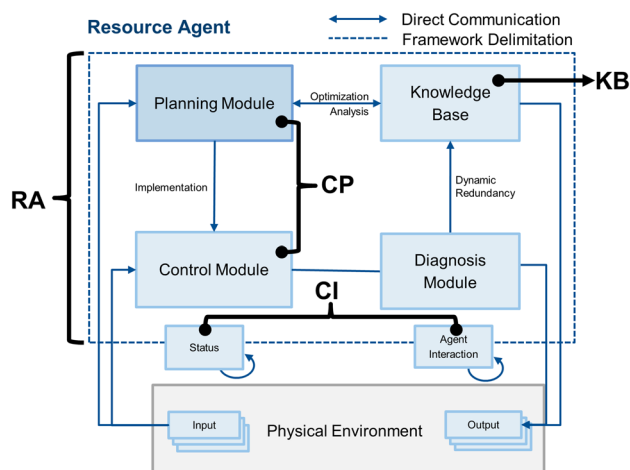 Resource Agent
Direct Communication
Framework Delimitation
Planning Module
Optimization
Analysis
Knowledge
Base
KB
RA
Implementation
CP
Dynamic
Redundancy
Control Module
Diagnosis
Module
CI
Status
Agent
Interaction
Input
Physical Environment
Output